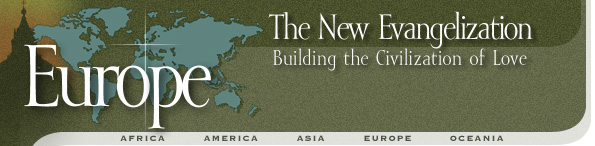 The New Evangelization
Building the Civilization of Love
Europe
AFRICA AMERICA ASIA EUROPE OCEANIA